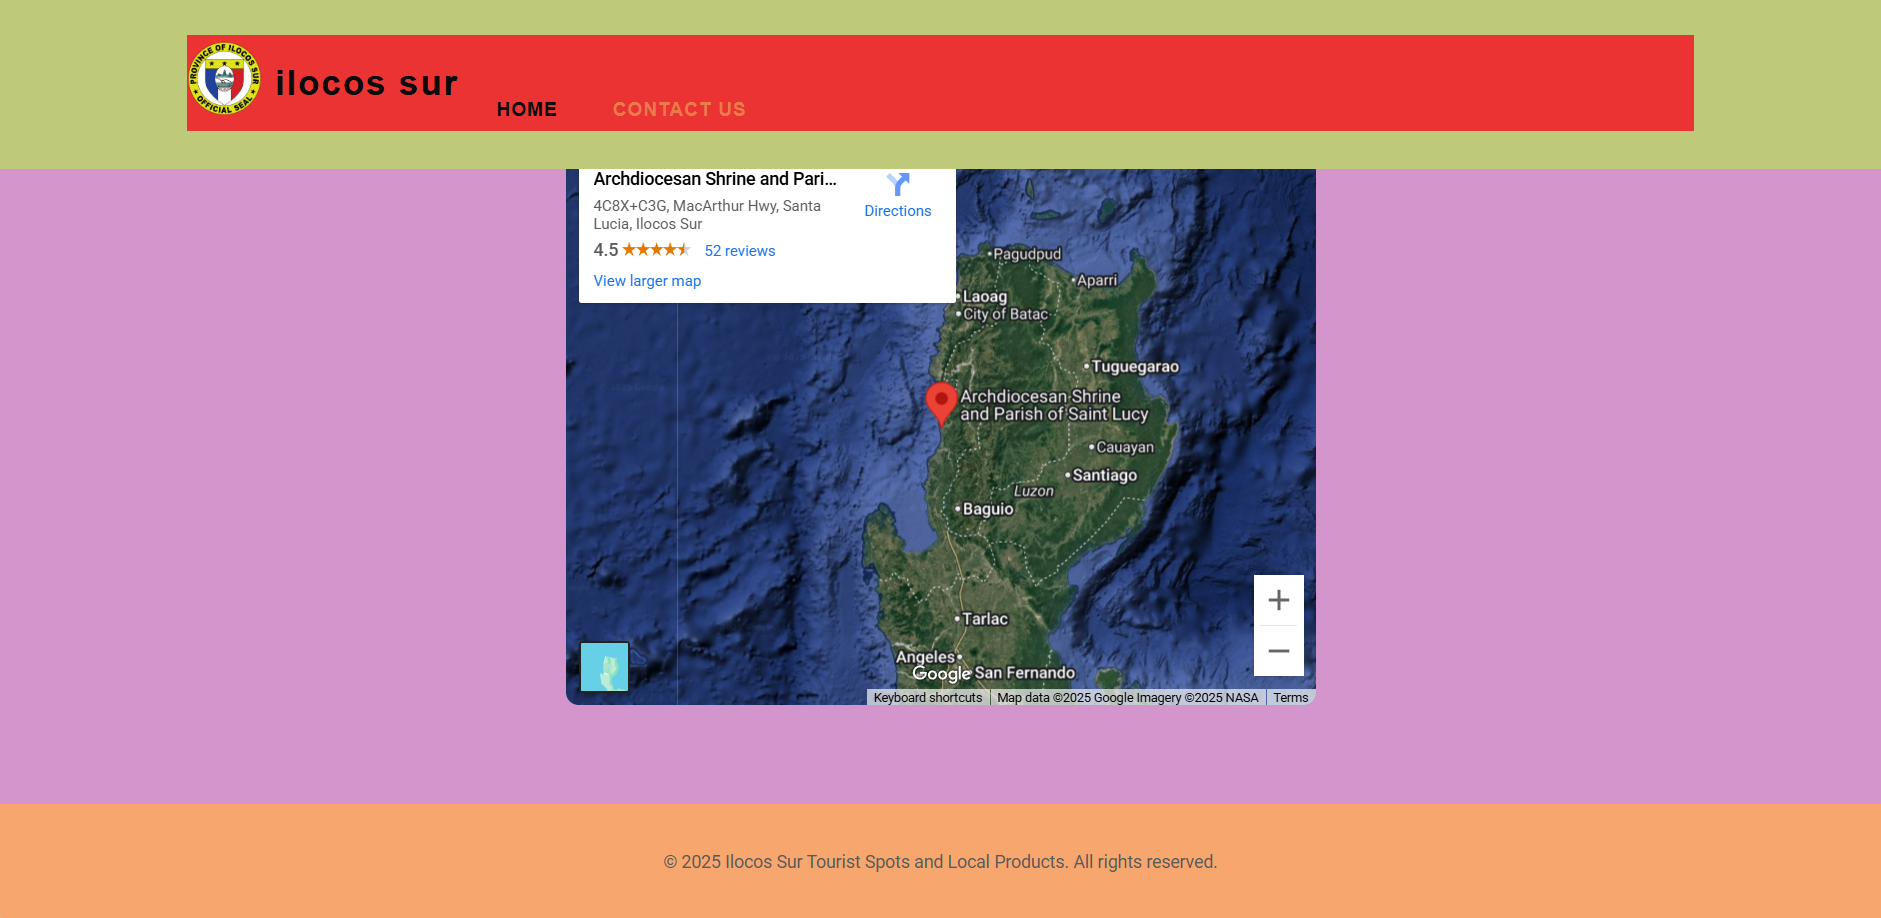 PROVINCE OF ILOCOS SUR
OFFICIAL SEAL
ilocos sur
HOME
CONTACT US
Archdiocesan Shrine and Pari...
4C8X+C3G, MacArthur Hwy, Santa
Lucia, Ilocos Sur
4.5
52 reviews
View larger map
Directions
Pagudpud
Aparri
Laoag
City of Batac
Tuguegarao
Archdiocesan Shrine
and Parish of Saint Lucy
Cauayan
Santiago
Luzon
Baguio
Tarlac
Angeles
San Fernando
Google
Keyboard shortcuts
Map data ©2025 Google Imagery ©2025 NASA
Terms
© 2025 Ilocos Sur Tourist Spots and Local Products. All rights reserved.